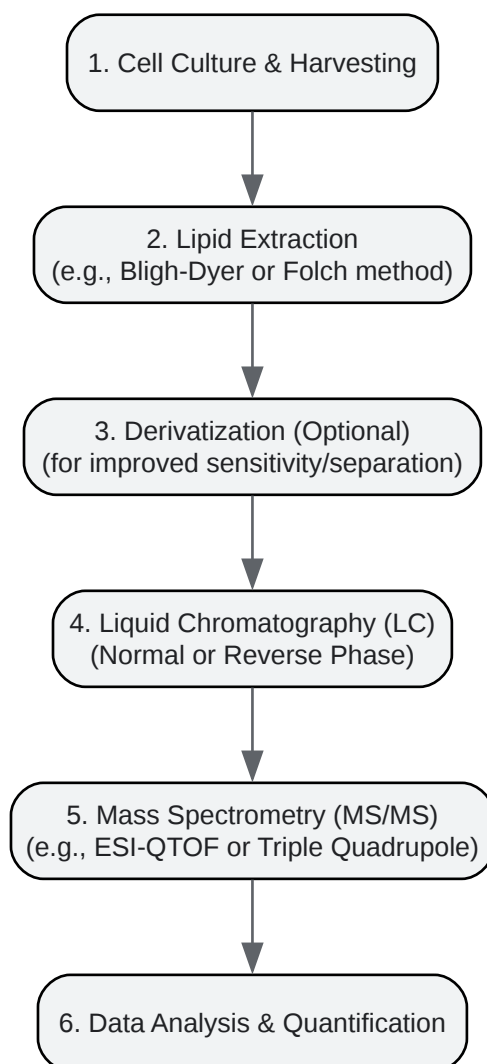 1. Cell Culture & Harvesting
2. Lipid Extraction
(e.g., Bligh-Dyer or Folch method)
3. Derivatization (Optional)
(for improved sensitivity/separation)
4. Liquid Chromatography (LC)
(Normal or Reverse Phase)
5. Mass Spectrometry (MS/MS)
(e.g., ESI-QTOF or Triple Quadrupole)
6. Data Analysis & Quantification